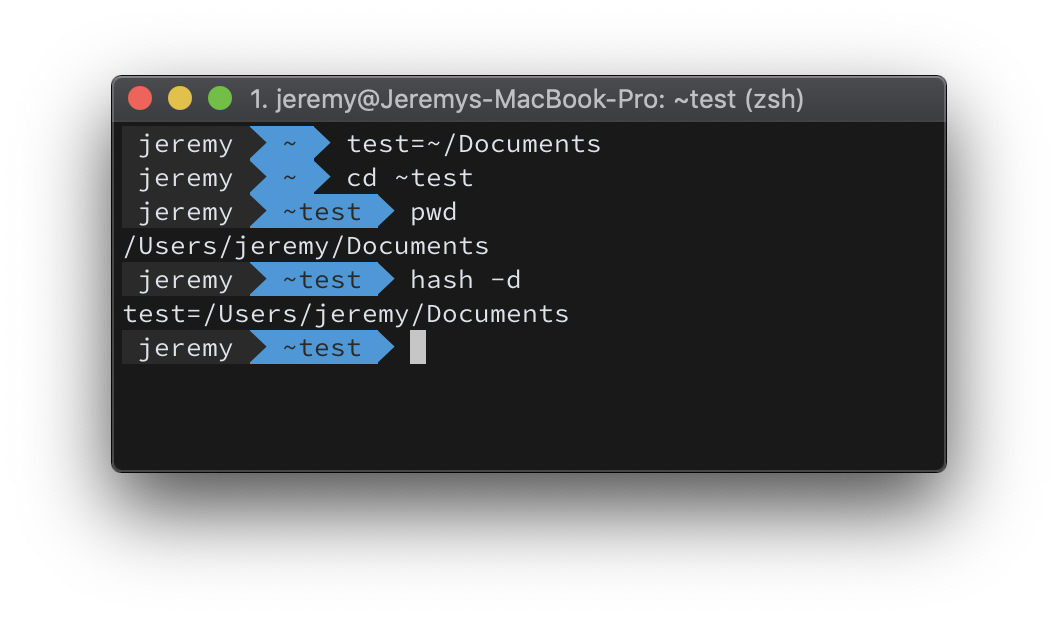 1. jeremy@Jeremys-MacBook-Pro: ~test (zsh)
jeremy ~ test=~/Documents
jeremy ~ cd ~test
jeremy ~test pwd
/Users/jeremy/Documents
jeremy ~test hash -d
test=/Users/jeremy/Documents
jeremy ~test